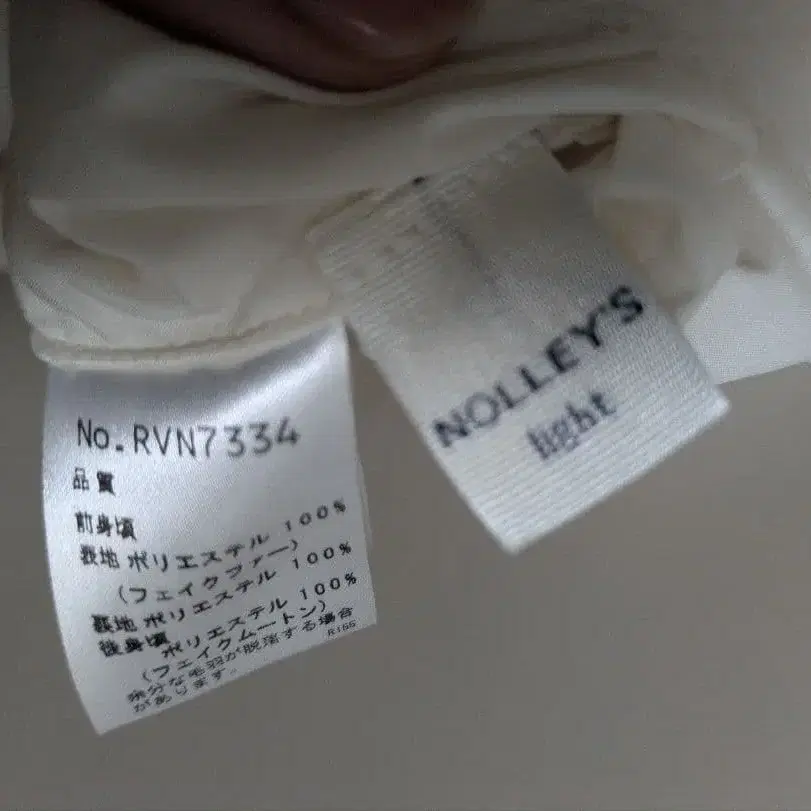 No.RVN7334
品質
前身頃
表地 ポリエステル 100%
(フェイクファー)
裏地 ポリエステル 100%
後身頃
ポリエステル 100%
(フェイクムートン)
余分な毛羽が脱落する場合
があります。
R155
NOLLEY'S
light